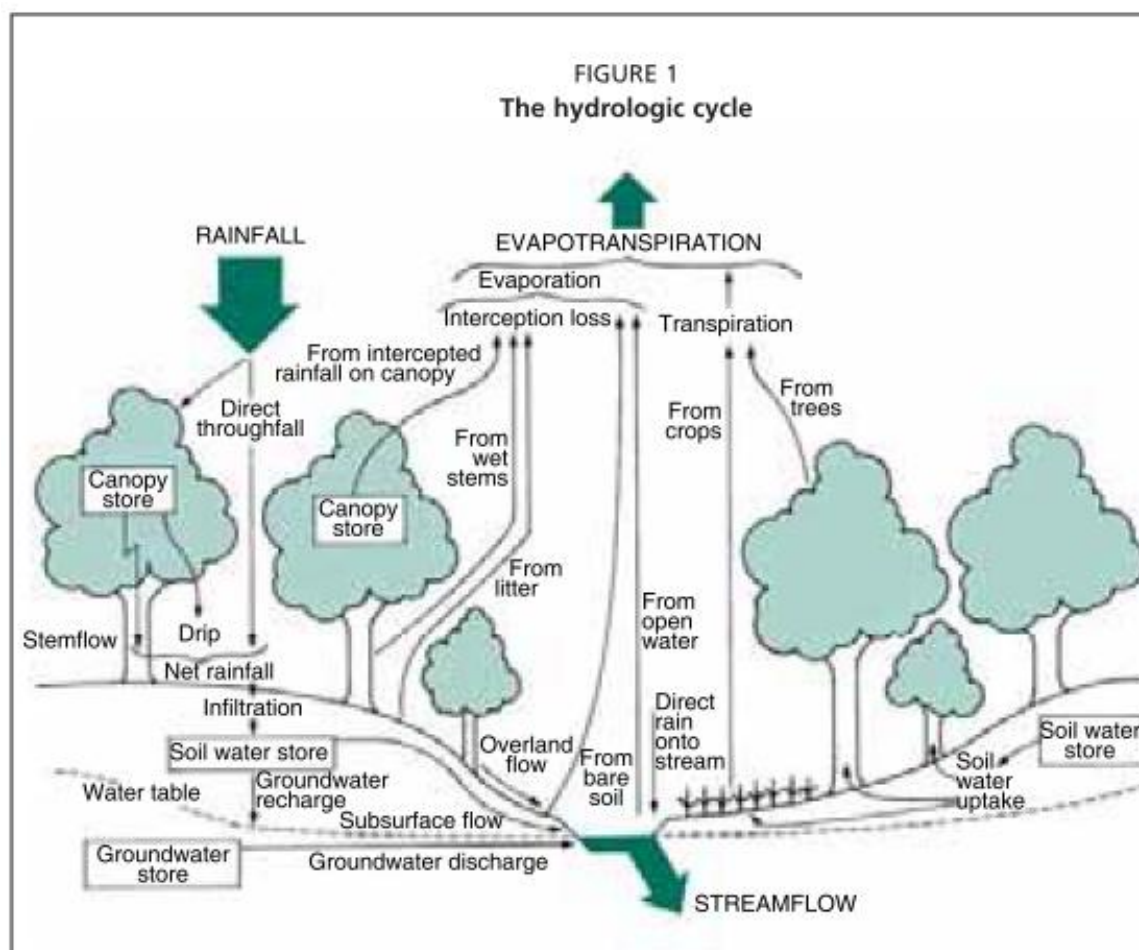 FIGURE 1
The hydrologic cycle
RAINFALL
EVAPOTRANSPIRATION
Evaporation
Interception loss
Transpiration
From intercepted
rainfall on canopy
Direct
throughfall
From
wet
stems
From
crops
From
trees
Canopy
store
Canopy
store
From
litter
From
open
water
Stemflow
Drip
Net rainfall
Infiltration
Soil water store
Groundwater
recharge
Water table
Subsurface flow
Overland
flow
From
bare
soil
Direct
rain
onto
stream
Soil
water
uptake
Soil water
store
Groundwater
store
Groundwater discharge
STREAMFLOW